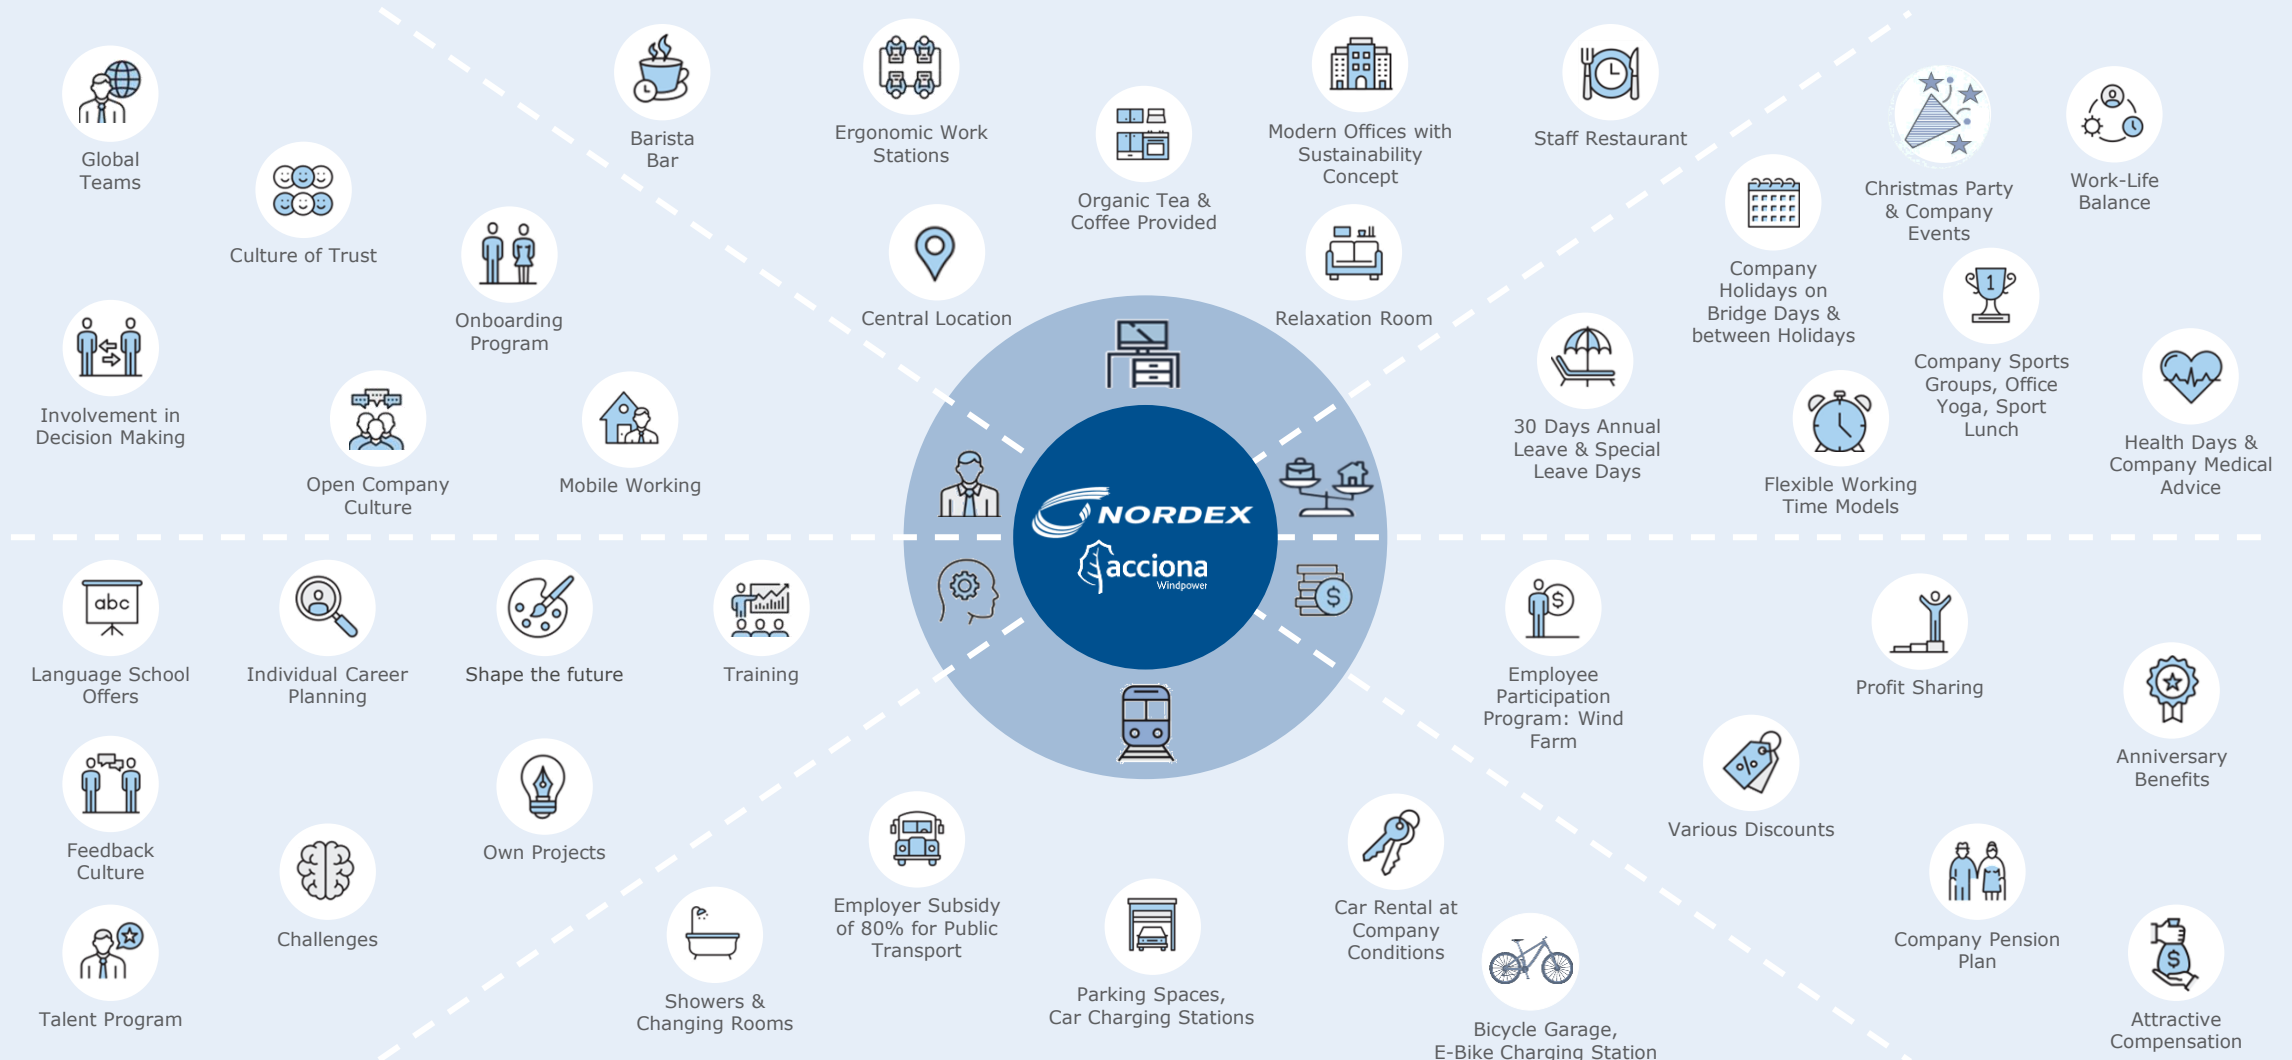 Global
Teams
Culture of Trust
Onboarding
Program
Involvement in
Decision Making
Open Company
Culture
Mobile Working
Barista
Bar
Ergonomic Work
Stations
Organic Tea &
Coffee Provided
Modern Offices with
Sustainability
Concept
Staff Restaurant
Central Location
Relaxation Room
Christmas Party
& Company
Events
Work-Life
Balance
Company
Holidays on
Bridge Days &
between Holidays
1
Company Sports
Groups, Office
Yoga, Sport
Lunch
30 Days Annual
Leave & Special
Leave Days
Flexible Working
Time Models
Health Days &
Company Medical
Advice
NORDEX
acciona
Windpower
$
abc
Language School
Offers
Individual Career
Planning
Shape the future
Training
Feedback
Culture
Challenges
Own Projects
Talent Program
Showers &
Changing Rooms
Employer Subsidy
of 80% for Public
Transport
Parking Spaces,
Car Charging Stations
Car Rental at
Company
Conditions
Bicycle Garage,
E-Bike Charging Station
$
Employee
Participation
Program: Wind
Farm
Profit Sharing
%
Various Discounts
Anniversary
Benefits
Company Pension
Plan
$
Attractive
Compensation